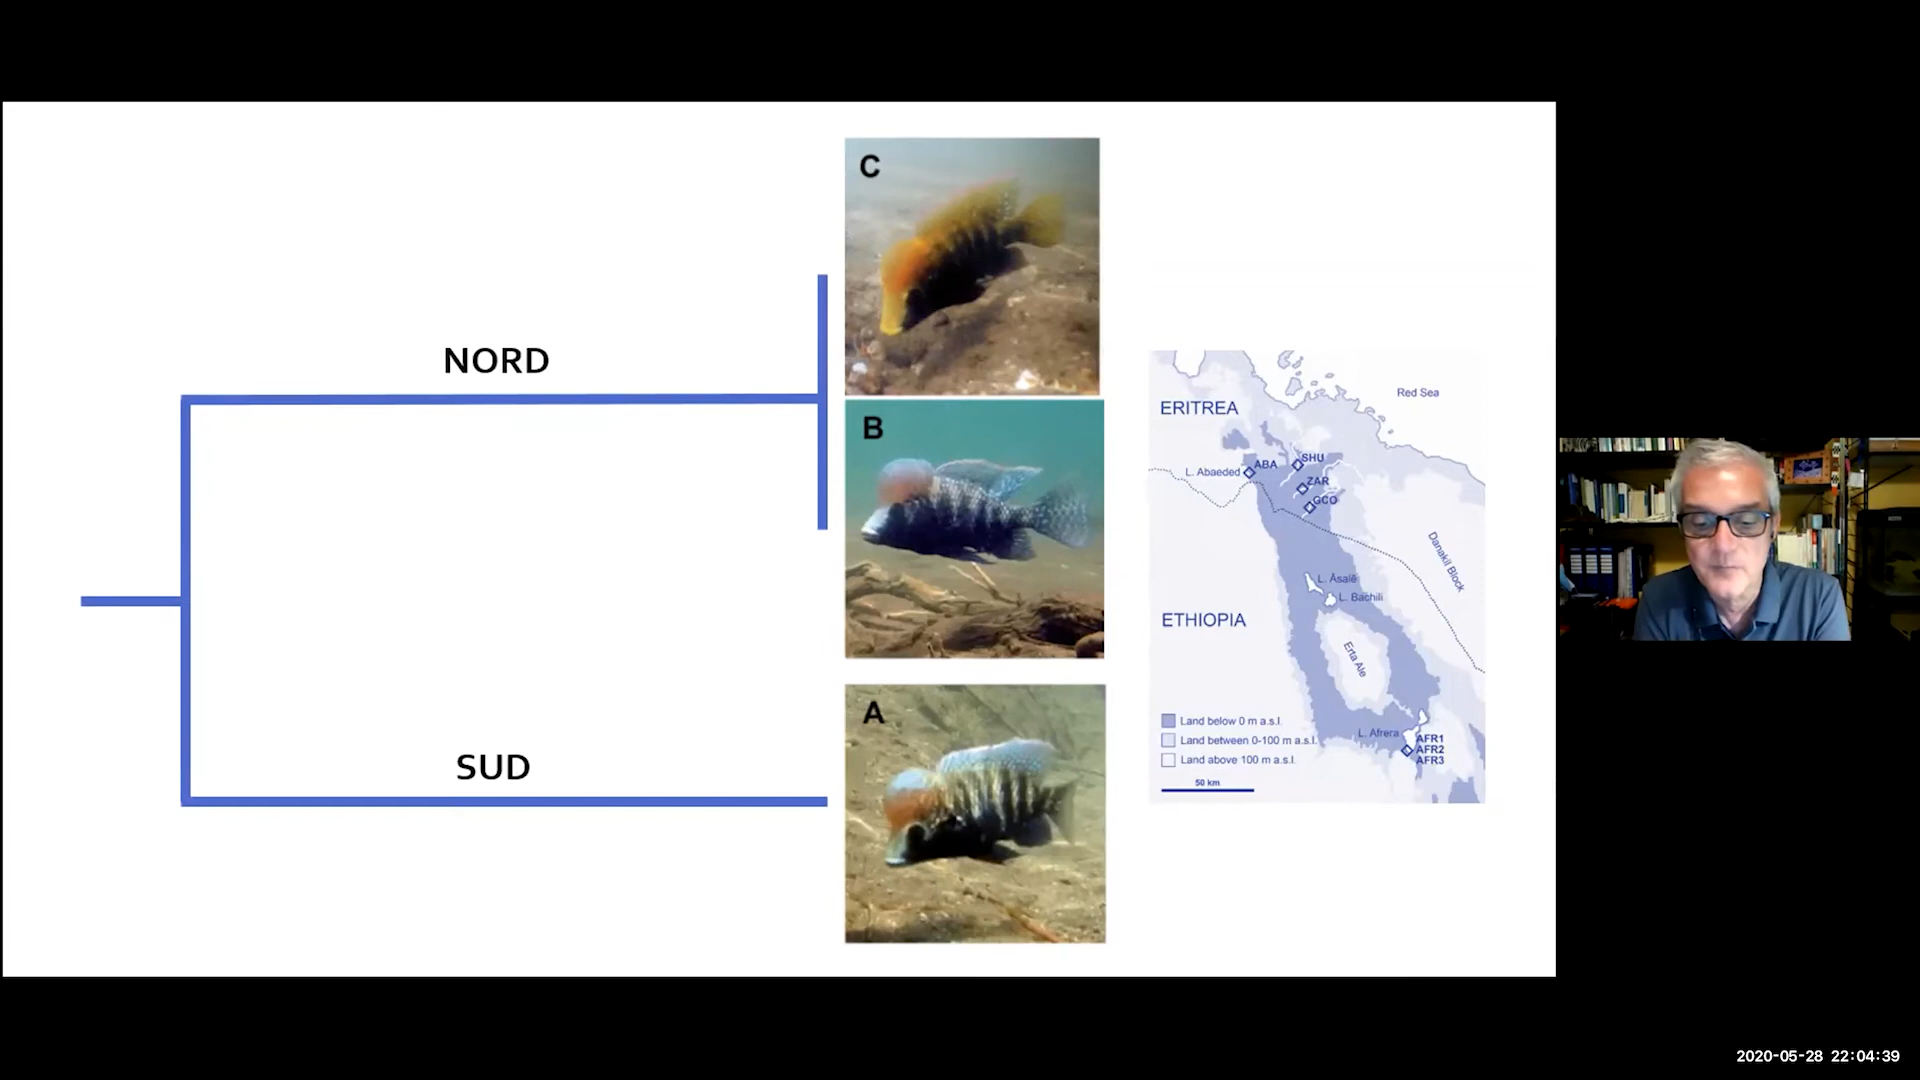 C
NORD
B
SUD
A
ERITREA
Red Sea
L. Abaeded
ABA
SHU
ZAR
GCO
Danakil Block
L. Āsalē
L. Bachili
ETHIOPIA
Erta Ale
Land below 0 m a.s.l.
Land between 0-100 m a.s.l.
Land above 100 m a.s.l.
50 km
L. Afrera
AFR1
AFR2
AFR3
2020-05-28 22:04:39